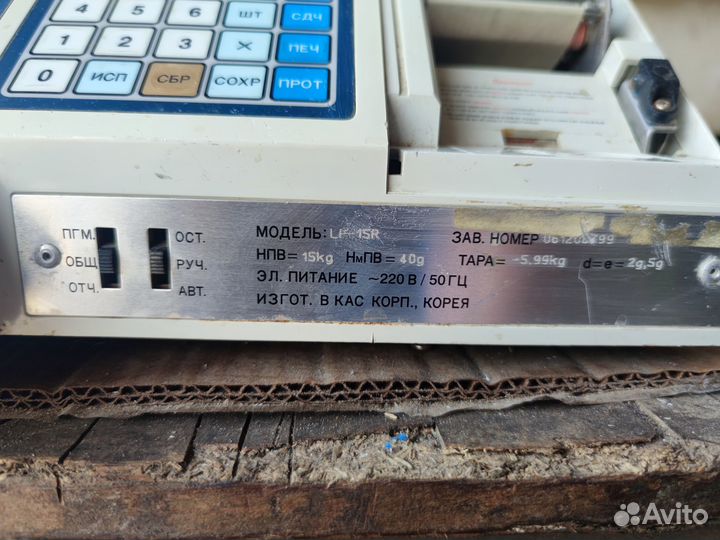 6 ШТ СДЧ
1 2 3 X ПЕЧ
0 ИСП СБР СОХР ПРОТ
ПГМ. ОСТ.
ОБЩ РУЧ.
ОТЧ. АВТ.
МОДЕЛЬ: LP-15R
НПВ = 15kg НмПВ = 40g
ЭЛ. ПИТАНИЕ ~220 В / 50 ГЦ
ИЗГОТ. В КАС КОРП., КОРЕЯ
ЗАВ. НОМЕР
ТАРА= -5.99kg d=e= 2g,5g
Avito